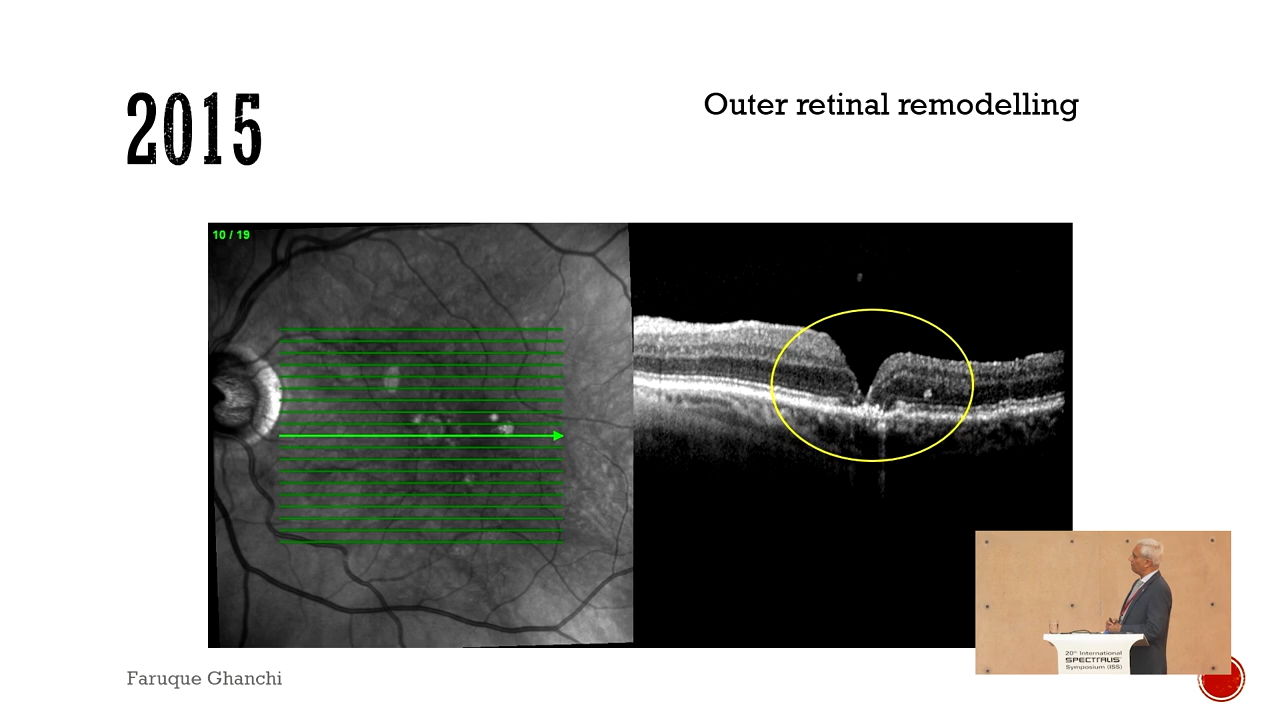 2015
Outer retinal remodelling
10 / 19
20th International
SPECTRALIS
Symposium (ISS)
Faruque Ghanchi